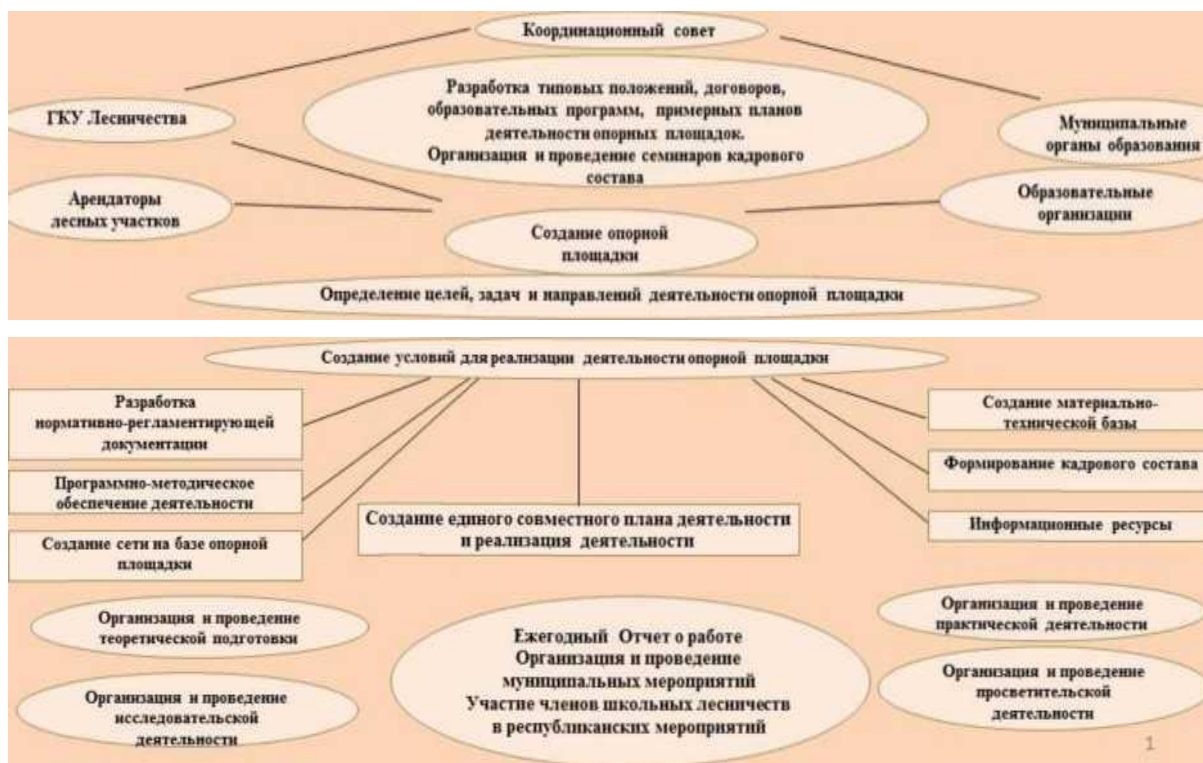 Координационный совет
Разработка типовых положений, договоров,
образовательных программ, примерных планов
деятельности опорных площадок.
Организация и проведение семинаров кадрового
состава
ГКУ Лесничества
Муниципальные
органы образования
Арендаторы
лесных участков
Образовательные
организации
Создание опорной
площадки
Определение целей, задач и направлений деятельности опорной площадки
Создание условий для реализации деятельности опорной площадки
Разработка
нормативно-регламентирующей
документации
Создание материально-
технической базы
Программно-методическое
обеспечение деятельности
Формирование кадрового состава
Создание единого совместного плана деятельности
и реализация деятельности
Создание сети на базе опорной
площадки
Информационные ресурсы
Организация и проведение
теоретической подготовки
Ежегодный Отчет о работе
Организация и проведение
муниципальных мероприятий
Участие членов школьных лесничеств
в республиканских мероприятий
Организация и проведение
практической деятельности
Организация и проведение
исследовательской
деятельности
Организация и проведение
просветительской
деятельности
1